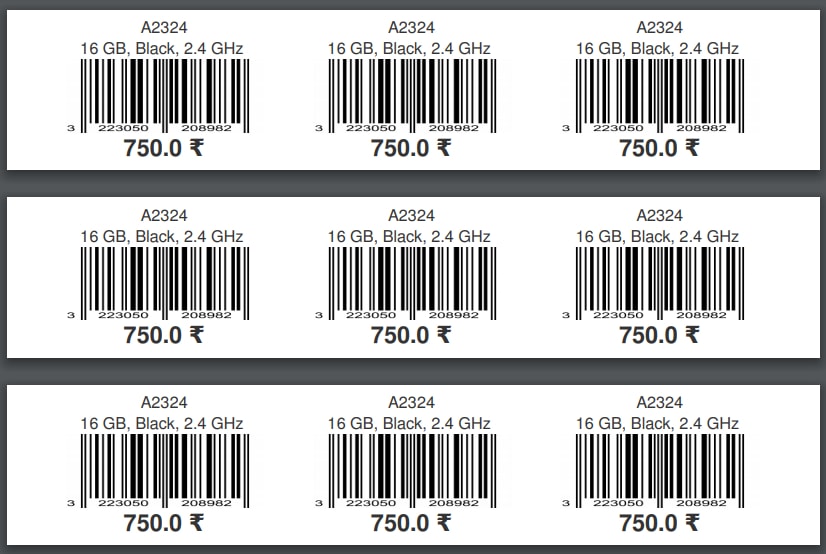 A2324 A2324 A2324
16 GB, Black, 2.4 GHz 16 GB, Black, 2.4 GHz 16 GB, Black, 2.4 GHz
3 223050 208982 3 223050 208982 3 223050 208982
750.0 ₹ 750.0 ₹ 750.0 ₹
A2324 A2324 A2324
16 GB, Black, 2.4 GHz 16 GB, Black, 2.4 GHz 16 GB, Black, 2.4 GHz
3 223050 208982 3 223050 208982 3 223050 208982
750.0 ₹ 750.0 ₹ 750.0 ₹
A2324 A2324 A2324
16 GB, Black, 2.4 GHz 16 GB, Black, 2.4 GHz 16 GB, Black, 2.4 GHz
3 223050 208982 3 223050 208982 3 223050 208982
750.0 ₹ 750.0 ₹ 750.0 ₹